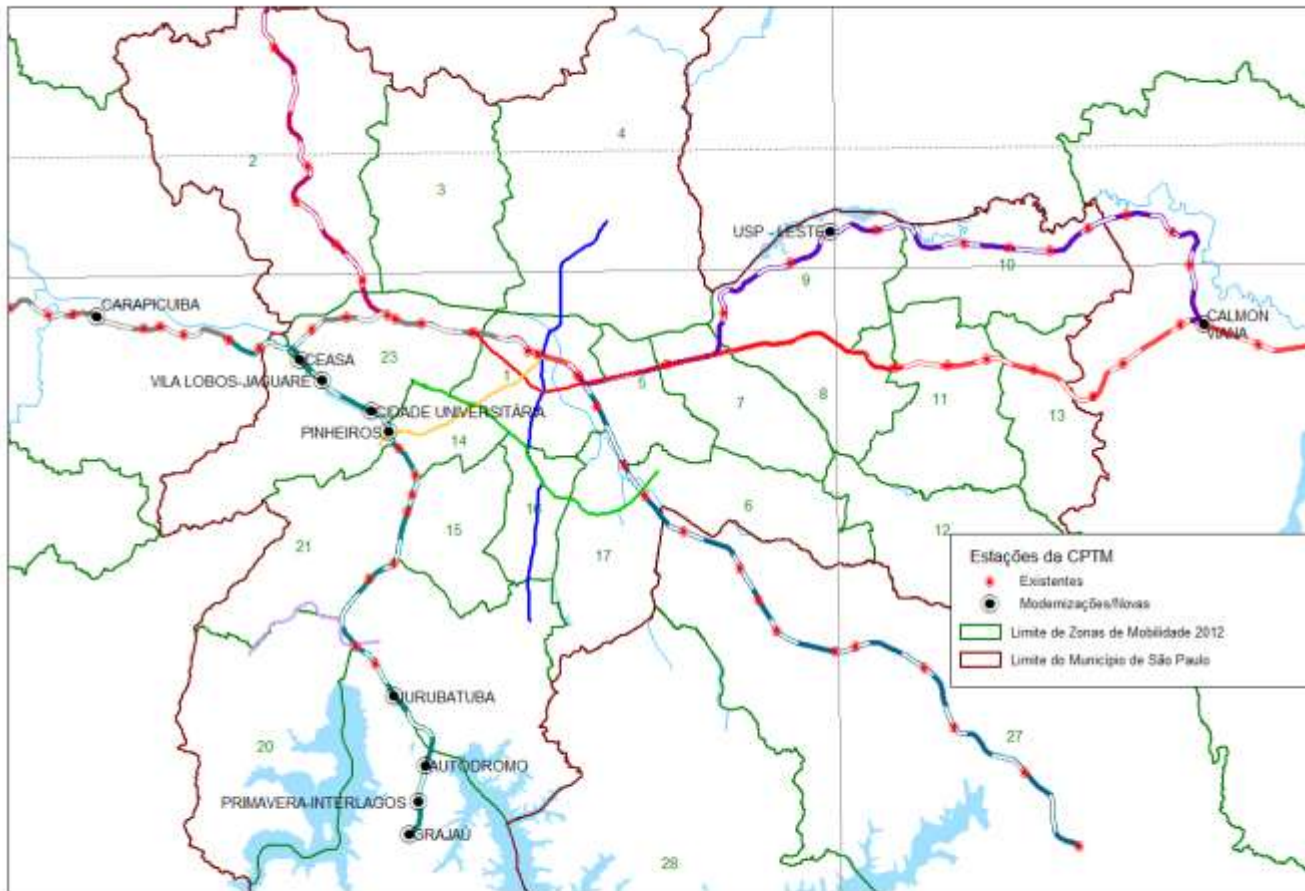 4
2
3
USP - LESTE
9
10
CARAPICUIBA
CALMON
VIANA
CEASA
23
VILA LOBOS-JAGUARE
1
5
CIDADE UNIVERSITÁRIA
7
8
11
13
PINHEIROS
14
15
16
17
6
12
21
Estações da CPTM
Existentes
Modernizações/Novas
Limite de Zonas de Mobilidade 2012
Limite do Município de São Paulo
JURUBATUBA
20
27
AUTODROMO
PRIMAVERA-INTERLAGOS
GRAJAÚ
28